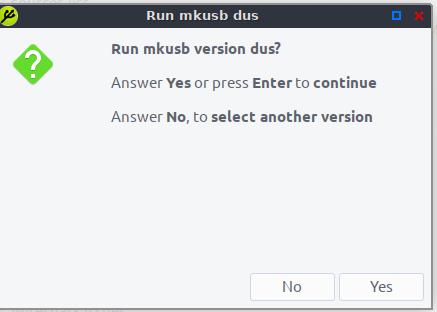 Run mkusb dus
Run mkusb version dus?
Answer Yes or press Enter to continue
Answer No, to select another version
No
Yes